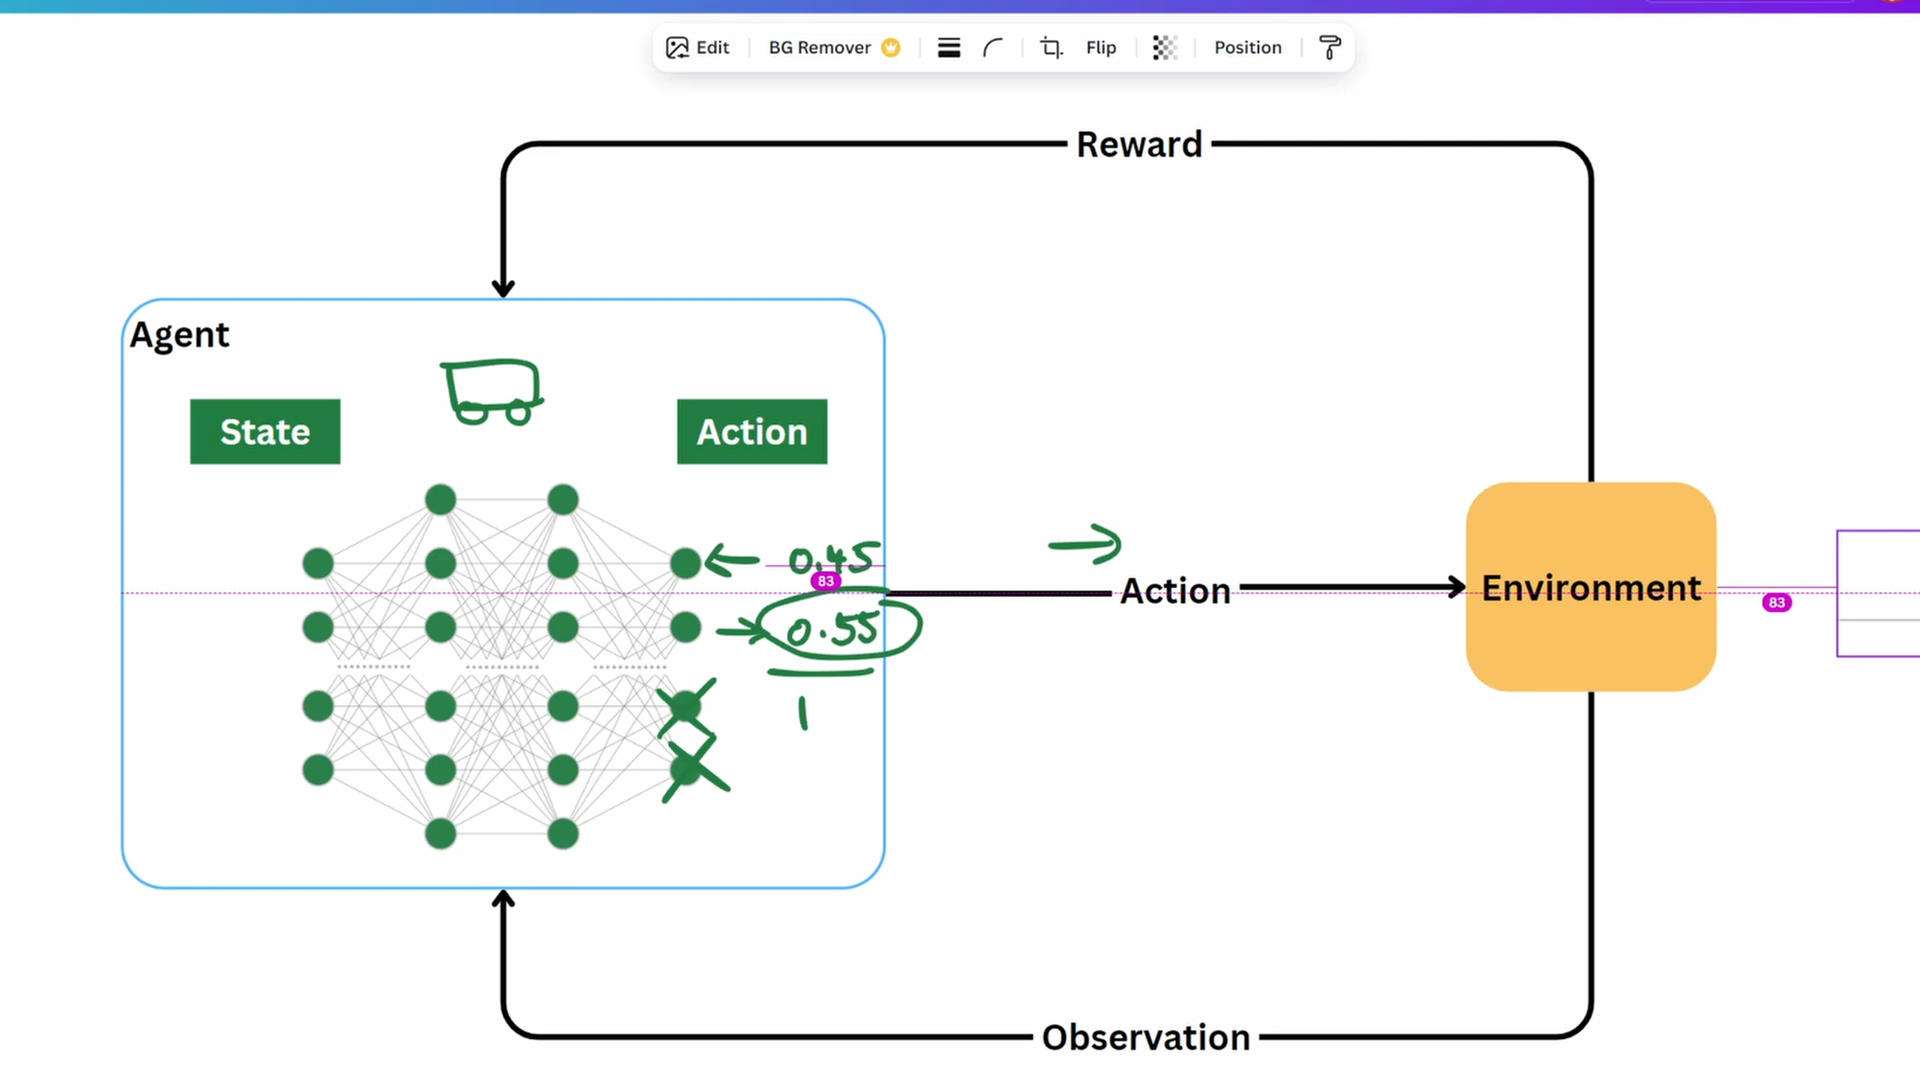 Edit BG Remover Flip Position
Reward
Agent
State
Action
0.45
83
Action
Environment
83
0.55
1
Observation